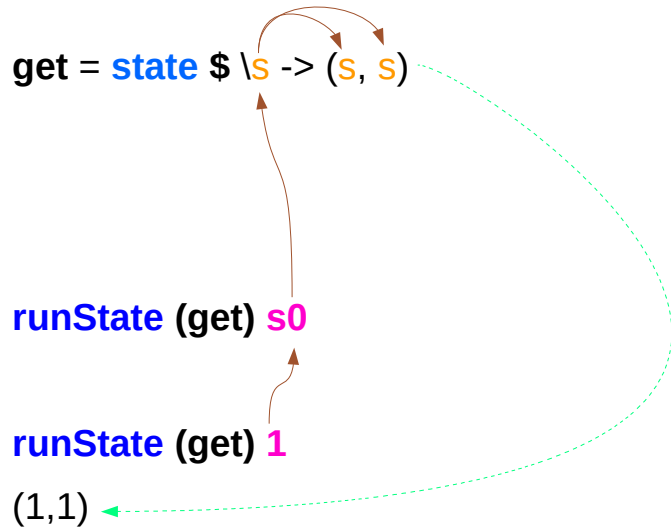 get = state $ \s -> (s, s)
runState (get) s0
runState (get) 1
(1,1)